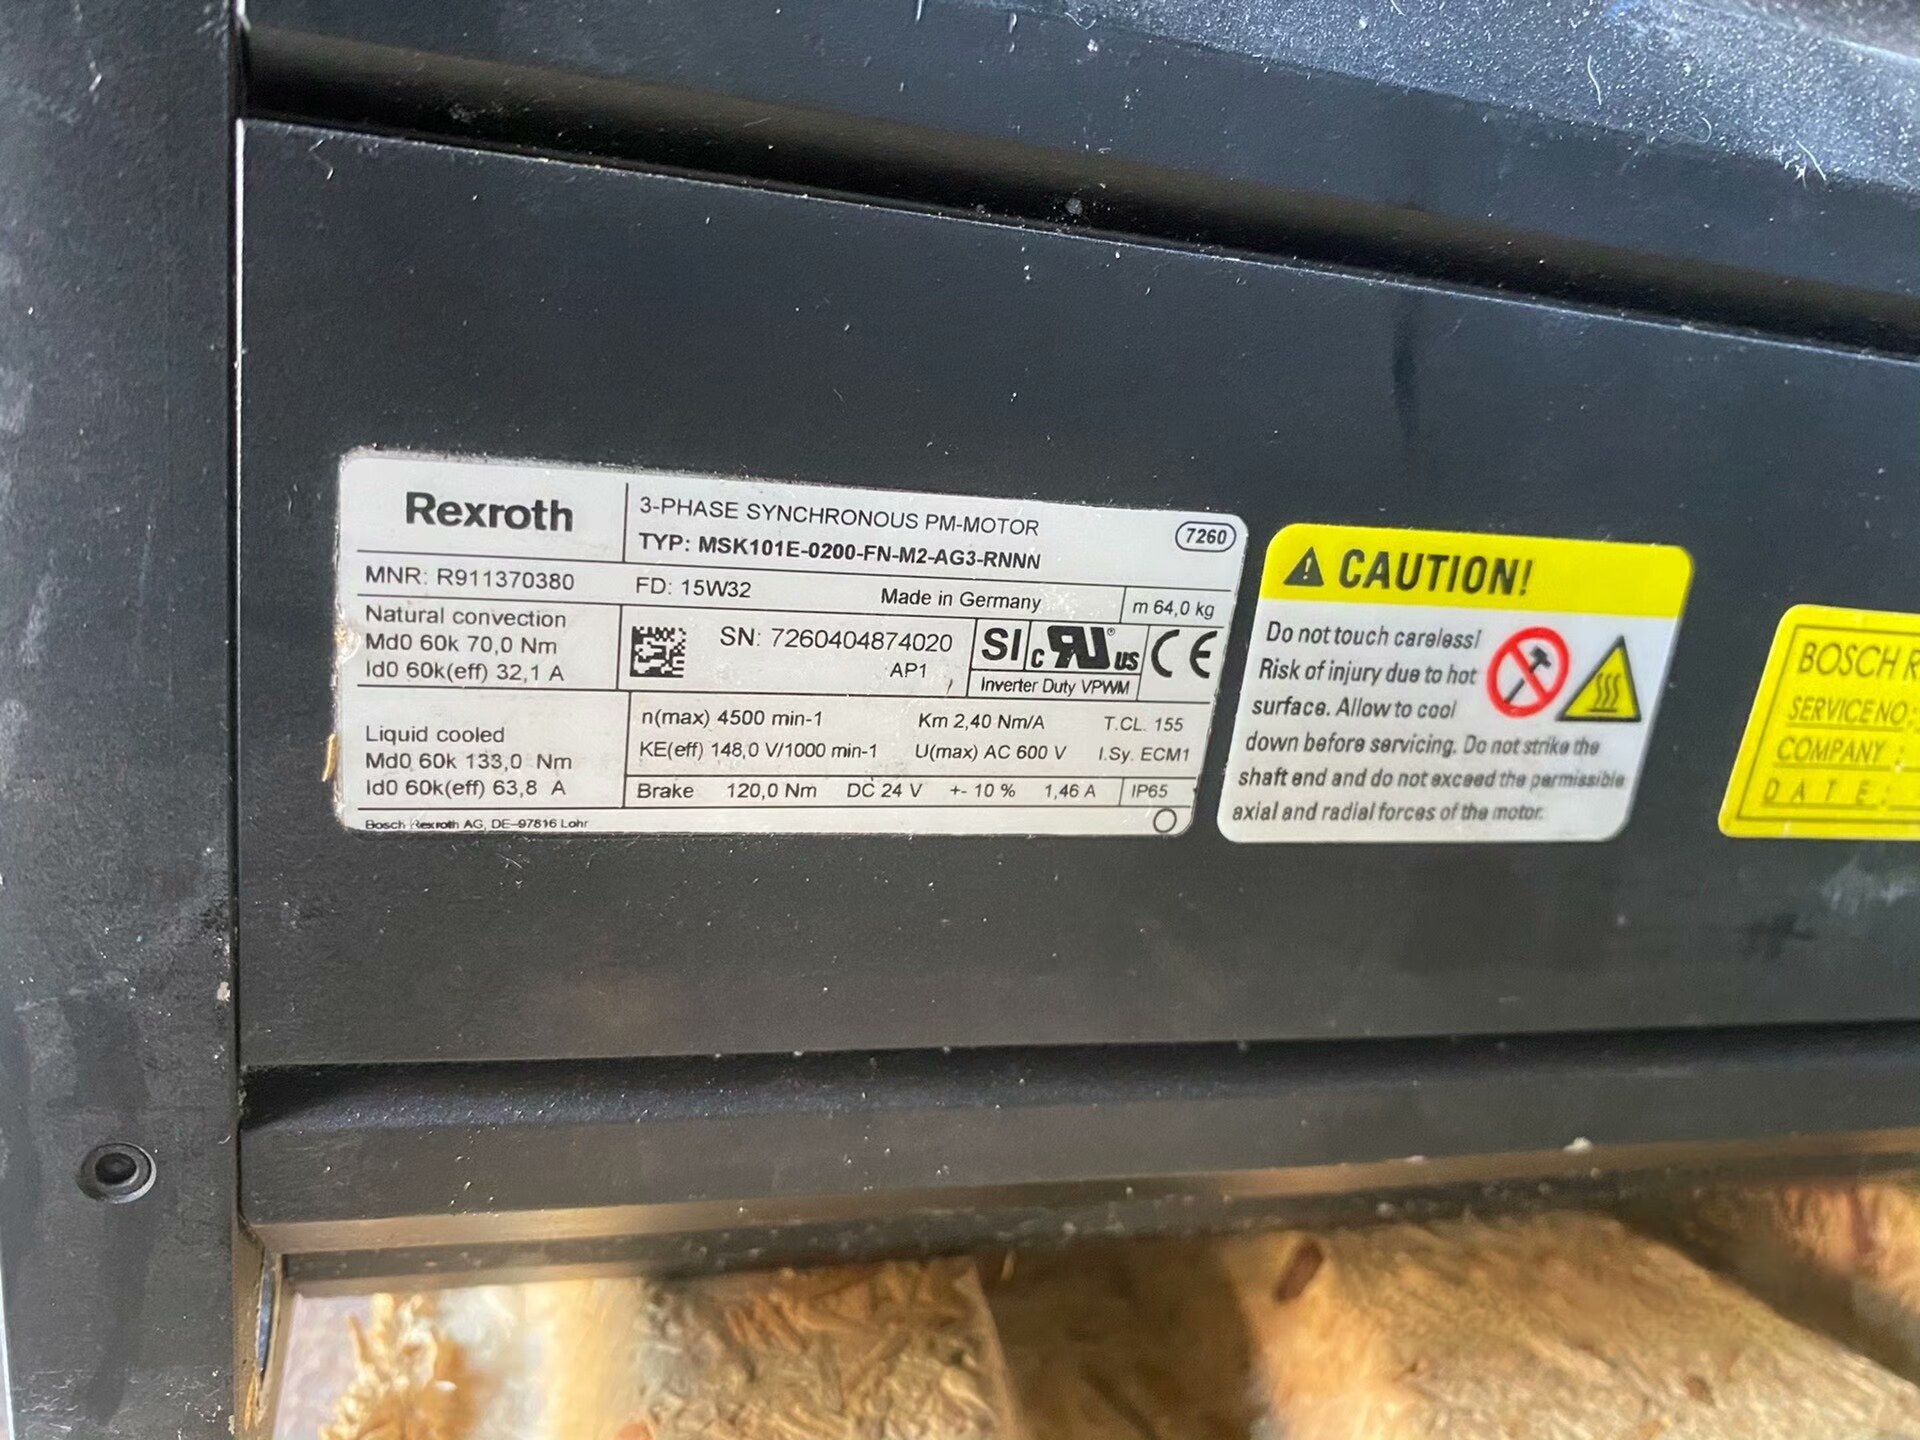 Rexroth
3-PHASE SYNCHRONOUS PM-MOTOR
7260
TYP: MSK101E-0200-FN-M2-AG3-RNNN
MNR: R911370380
FD: 15W32
Made in Germany
m 64,0 kg
Natural convection
Md0 60k 70,0 Nm
Id0 60k(eff) 32,1 A
SN: 7260404874020
AP1
SI
c RU ® US
CE
Inverter Duty VPWM
Liquid cooled
Md0 60k 133,0 Nm
Id0 60k(eff) 63,8 A
n(max) 4500 min-1 Km 2,40 Nm/A T.CL. 155
KE(eff) 148,0 V/1000 min-1 U(max) AC 600 V I.Sy. ECM1
Brake 120,0 Nm DC 24 V +- 10 % 1,46 A IP65
Bosch Rexroth AG, DE-97816 Lohr
CAUTION!
Do not touch careless!
Risk of injury due to hot
surface. Allow to cool
down before servicing. Do not strike the
shaft end and do not exceed the permissible
axial and radial forces of the motor.
BOSCH R
SERVICE NO:
COMPANY :
DATE: